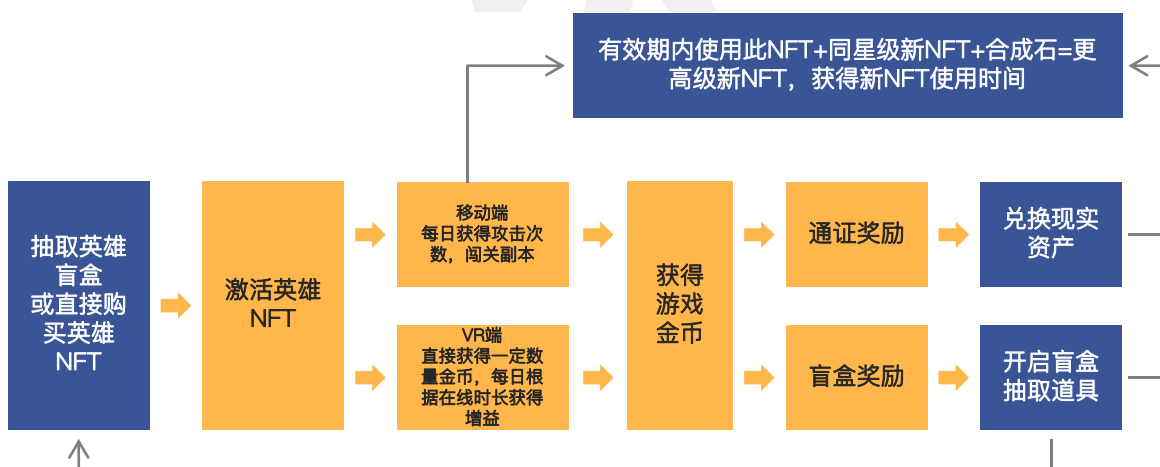 有效期内使用此NFT+同星级新NFT+合成石=更
高级新NFT，获得新NFT使用时间
抽取英雄
盲盒
或直接购
买英雄
NFT
激活英雄
NFT
移动端
每日获得攻击次
数，闯关副本
VR端
直接获得一定数
量金币，每日根
据在线时长获得
增益
获得
游戏
金币
通证奖励
盲盒奖励
兑换现实
资产
开启盲盒
抽取道具